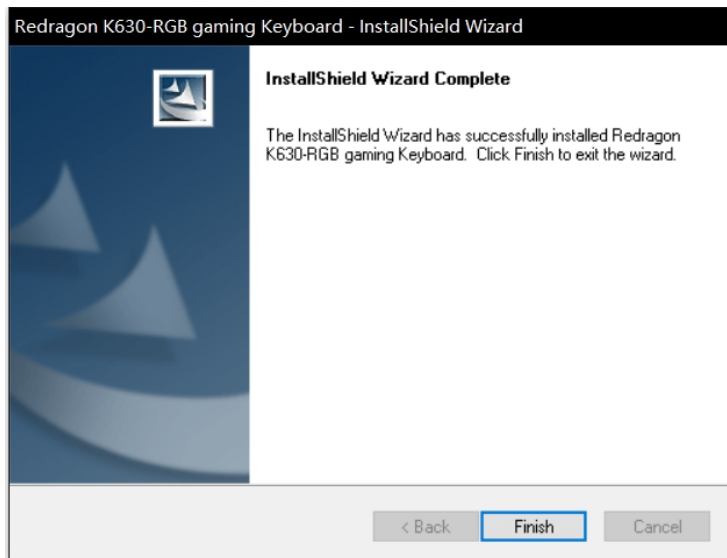 Redragon K630-RGB gaming Keyboard - InstallShield Wizard
InstallShield Wizard Complete
The InstallShield Wizard has successfully installed Redragon
K630-RGB gaming Keyboard. Click Finish to exit the wizard.
< Back Finish Cancel